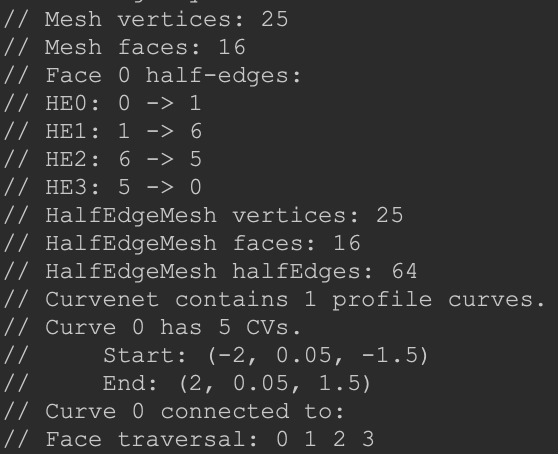 // Mesh vertices: 25
// Mesh faces: 16
// Face 0 half-edges:
// HE0: 0 -> 1
// HE1: 1 -> 6
// HE2: 6 -> 5
// HE3: 5 -> 0
// HalfEdgeMesh vertices: 25
// HalfEdgeMesh faces: 16
// HalfEdgeMesh halfEdges: 64
// Curvenet contains 1 profile curves.
// Curve 0 has 5 CVs.
//     Start: (-2, 0.05, -1.5)
//     End: (2, 0.05, 1.5)
// Curve 0 connected to:
// Face traversal: 0 1 2 3